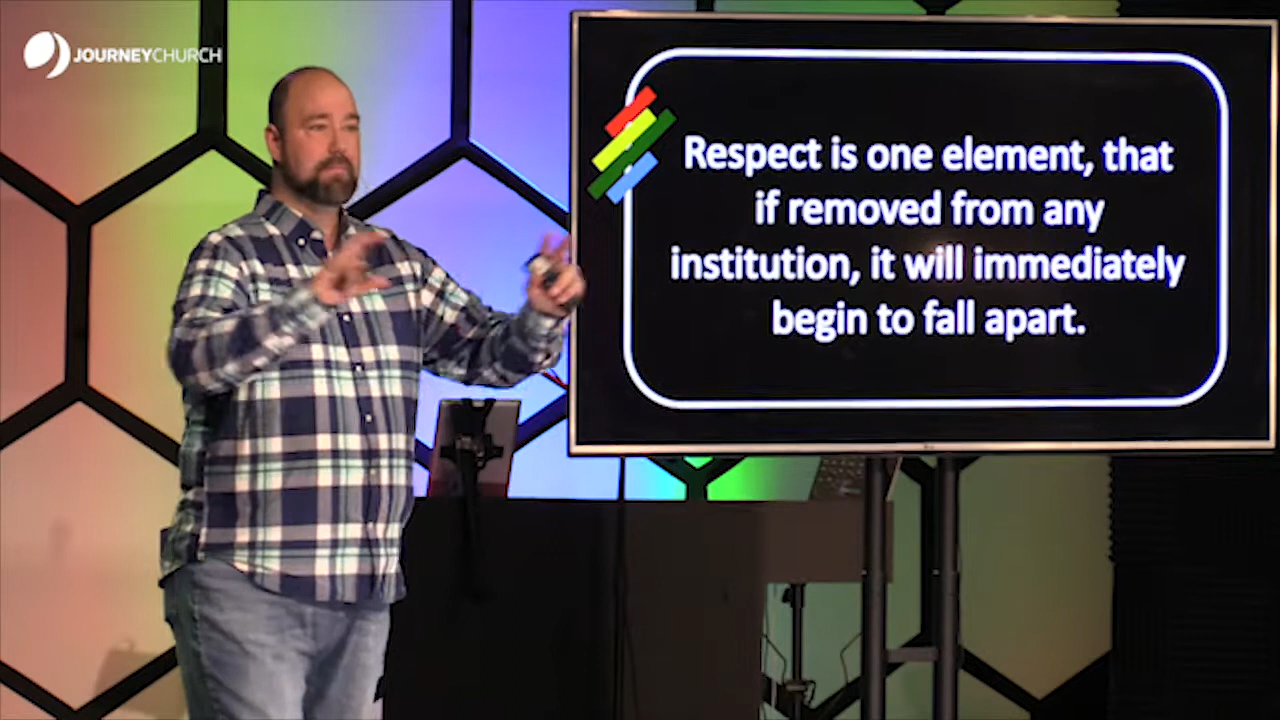 JOURNEYCHURCH
Respect is one element, that
if removed from any
institution, it will immediately
begin to fall apart.